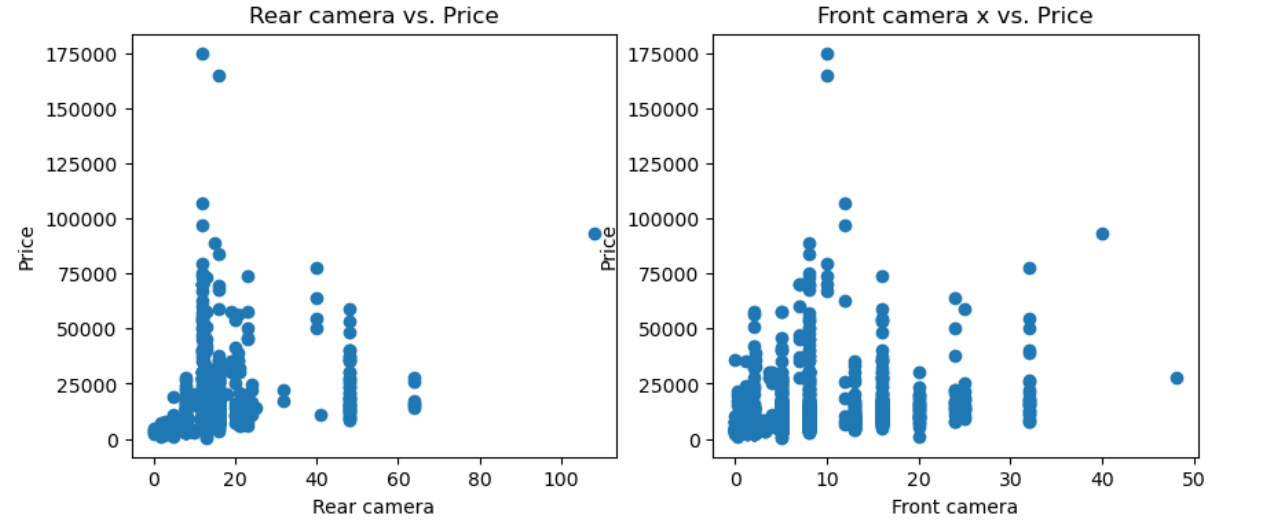 Rear camera vs. Price
175000
150000
125000
100000
75000
50000
25000
0
Price
0 20 40 60 80 100
Rear camera
Front camera x vs. Price
175000
150000
125000
100000
75000
50000
25000
0
Price
0 10 20 30 40 50
Front camera